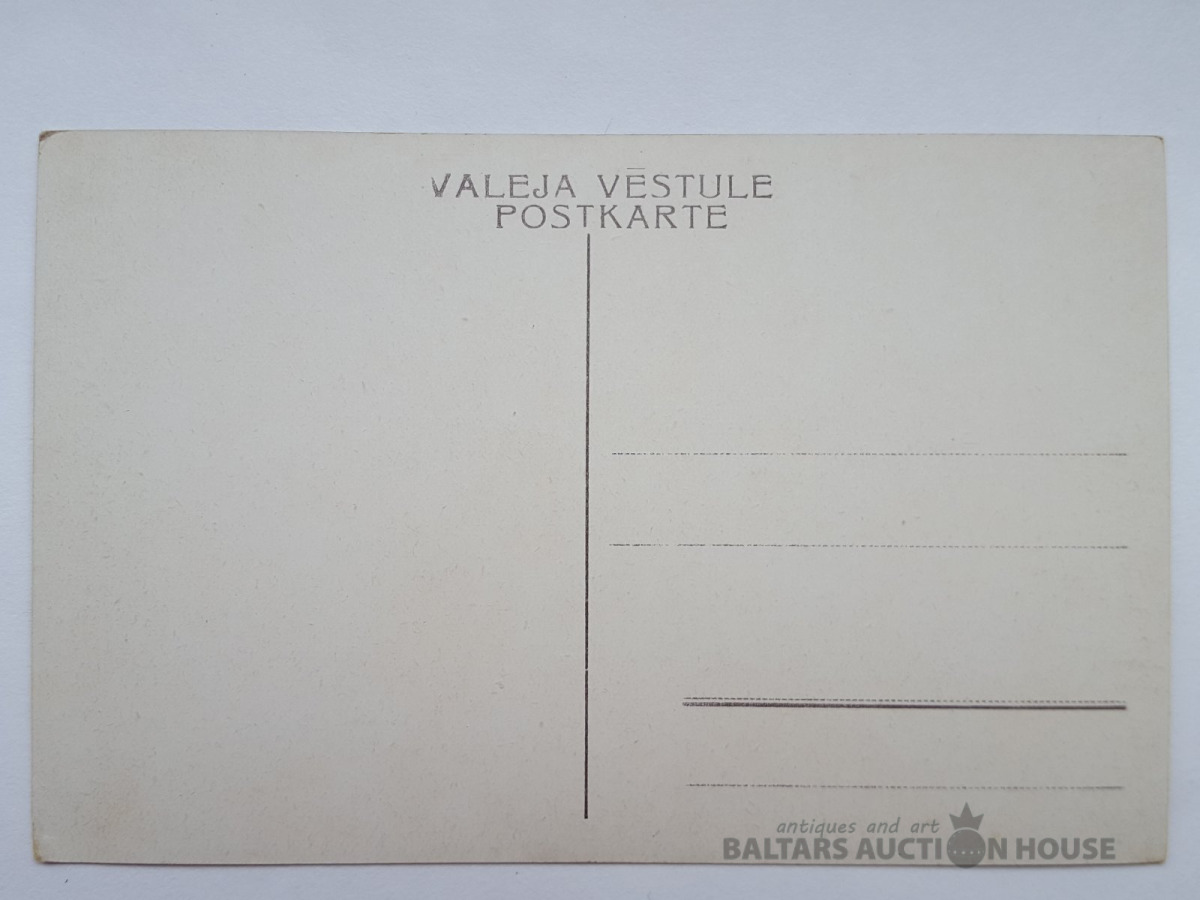 VALEJA VĒSTULE
POSTKARTE
antiques and art
BALTARS AUCTION HOUSE